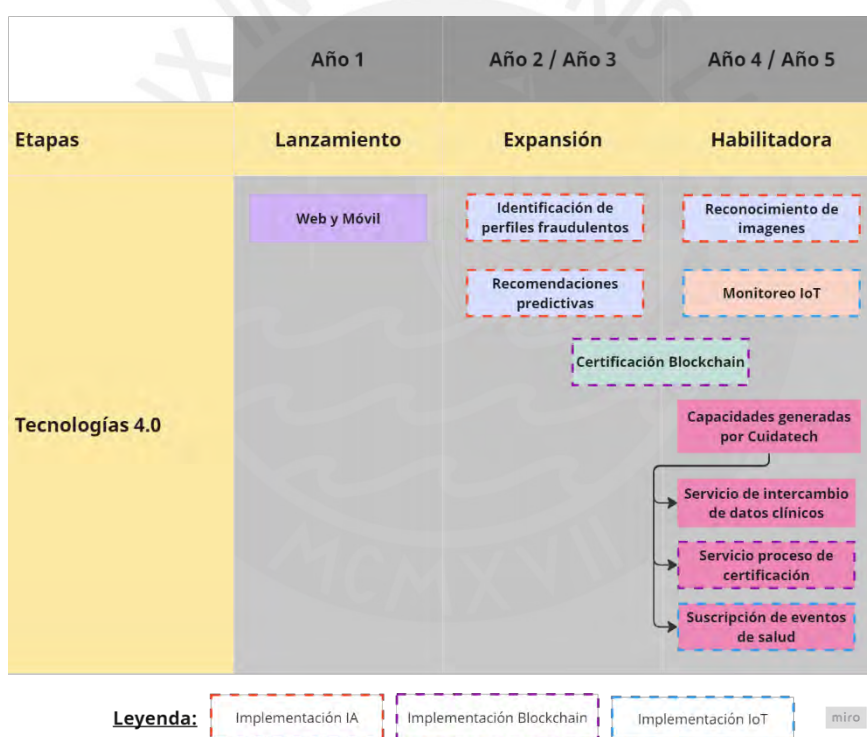 Año 1
Año 2 / Año 3
Año 4 / Año 5
Etapas
Lanzamiento
Expansión
Habilitadora
Tecnologías 4.0
Web y Móvil
Identificación de
perfiles fraudulentos
Reconocimiento de
imagenes
Recomendaciones
predictivas
Monitoreo IoT
Certificación Blockchain
Capacidades generadas
por Cuidatech
Servicio de intercambio
de datos clínicos
Servicio proceso de
certificación
Suscripción de eventos
de salud
MCMXVII
Leyenda:
Implementación IA
Implementación Blockchain
Implementación IoT
miro